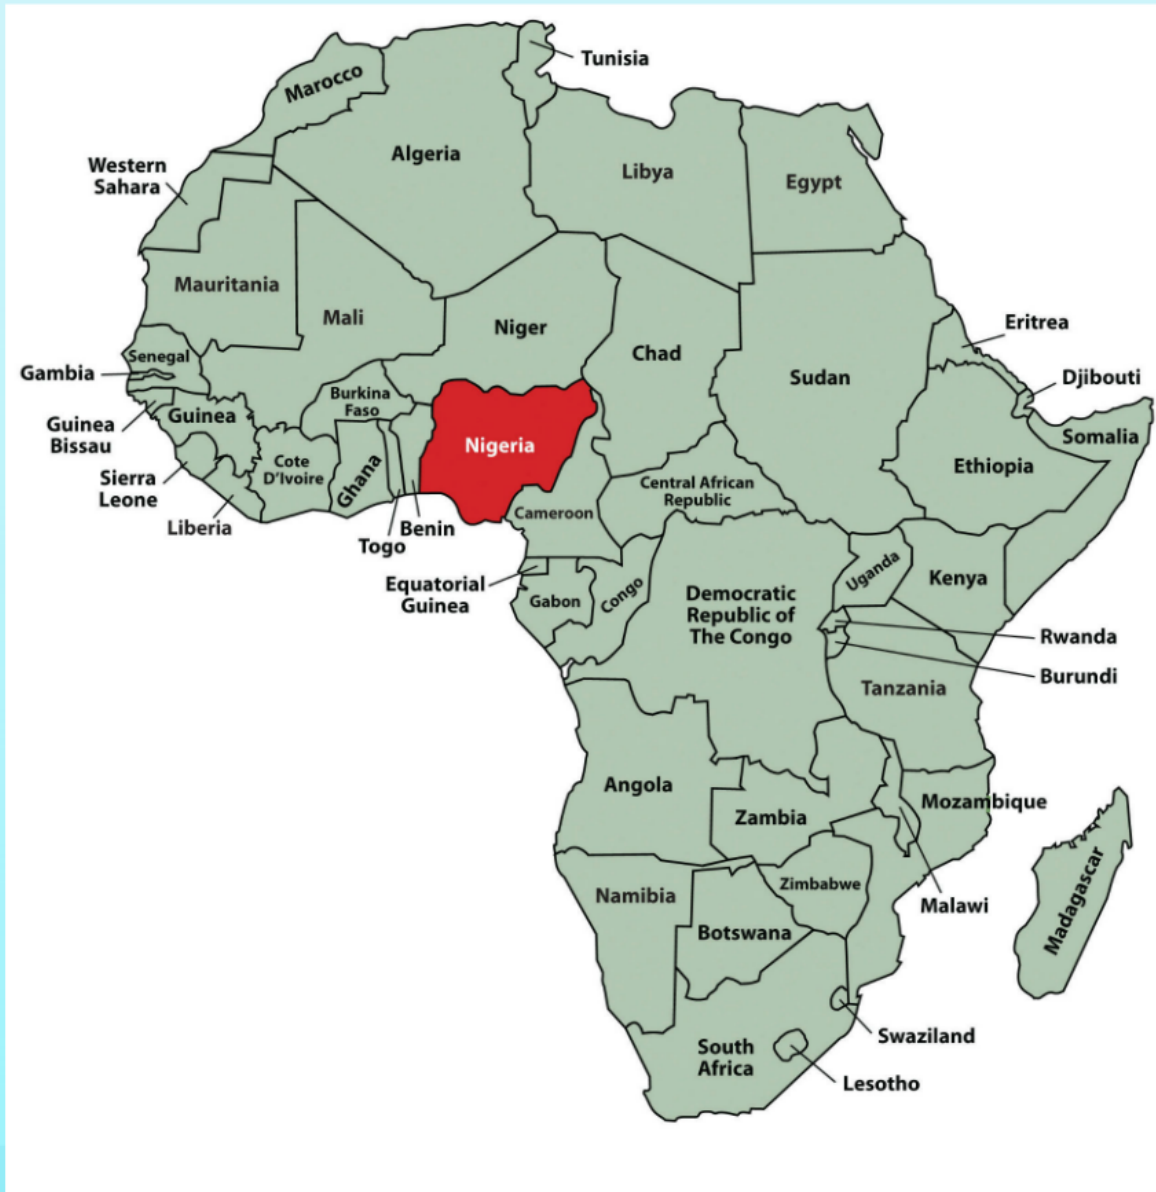 Tunisia
Marocco
Algeria
Western
Sahara
Libya
Egypt
Mauritania
Mali
Niger
Chad
Sudan
Eritrea
Senegal
Gambia
Djibouti
Burkina
Faso
Guinea
Guinea
Bissau
Nigeria
Somalia
Cote
D'Ivoire
Ghana
Ethiopia
Sierra
Leone
Central African
Republic
Liberia
Cameroon
Benin
Togo
Equatorial
Guinea
Gabon
Congo
Democratic
Republic of
The Congo
Uganda
Kenya
Rwanda
Burundi
Tanzania
Angola
Zambia
Mozambique
Malawi
Zimbabwe
Namibia
Botswana
Madagascar
Swaziland
South
Africa
Lesotho